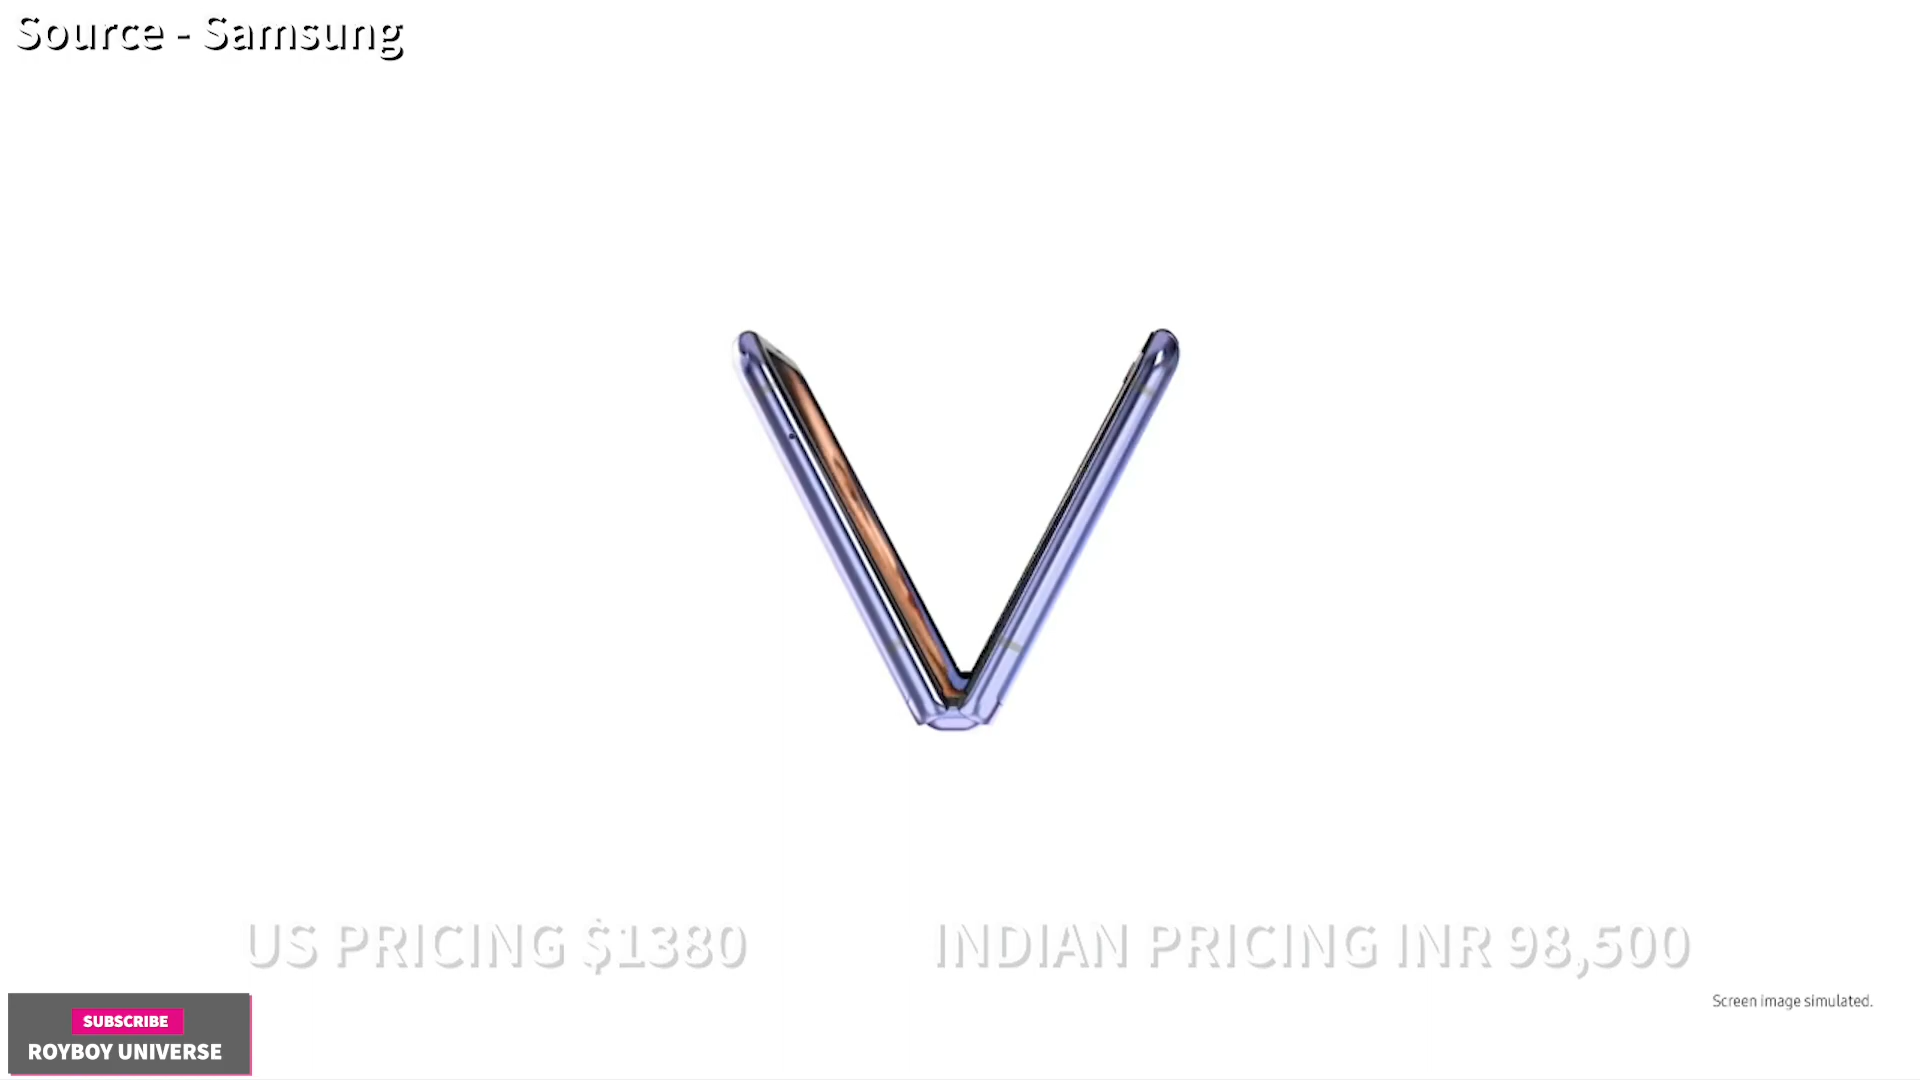 Source - Samsung
US PRICING $1380
INDIAN PRICING INR 98,500
Screen image simulated.
SUBSCRIBE
ROYBOY UNIVERSE